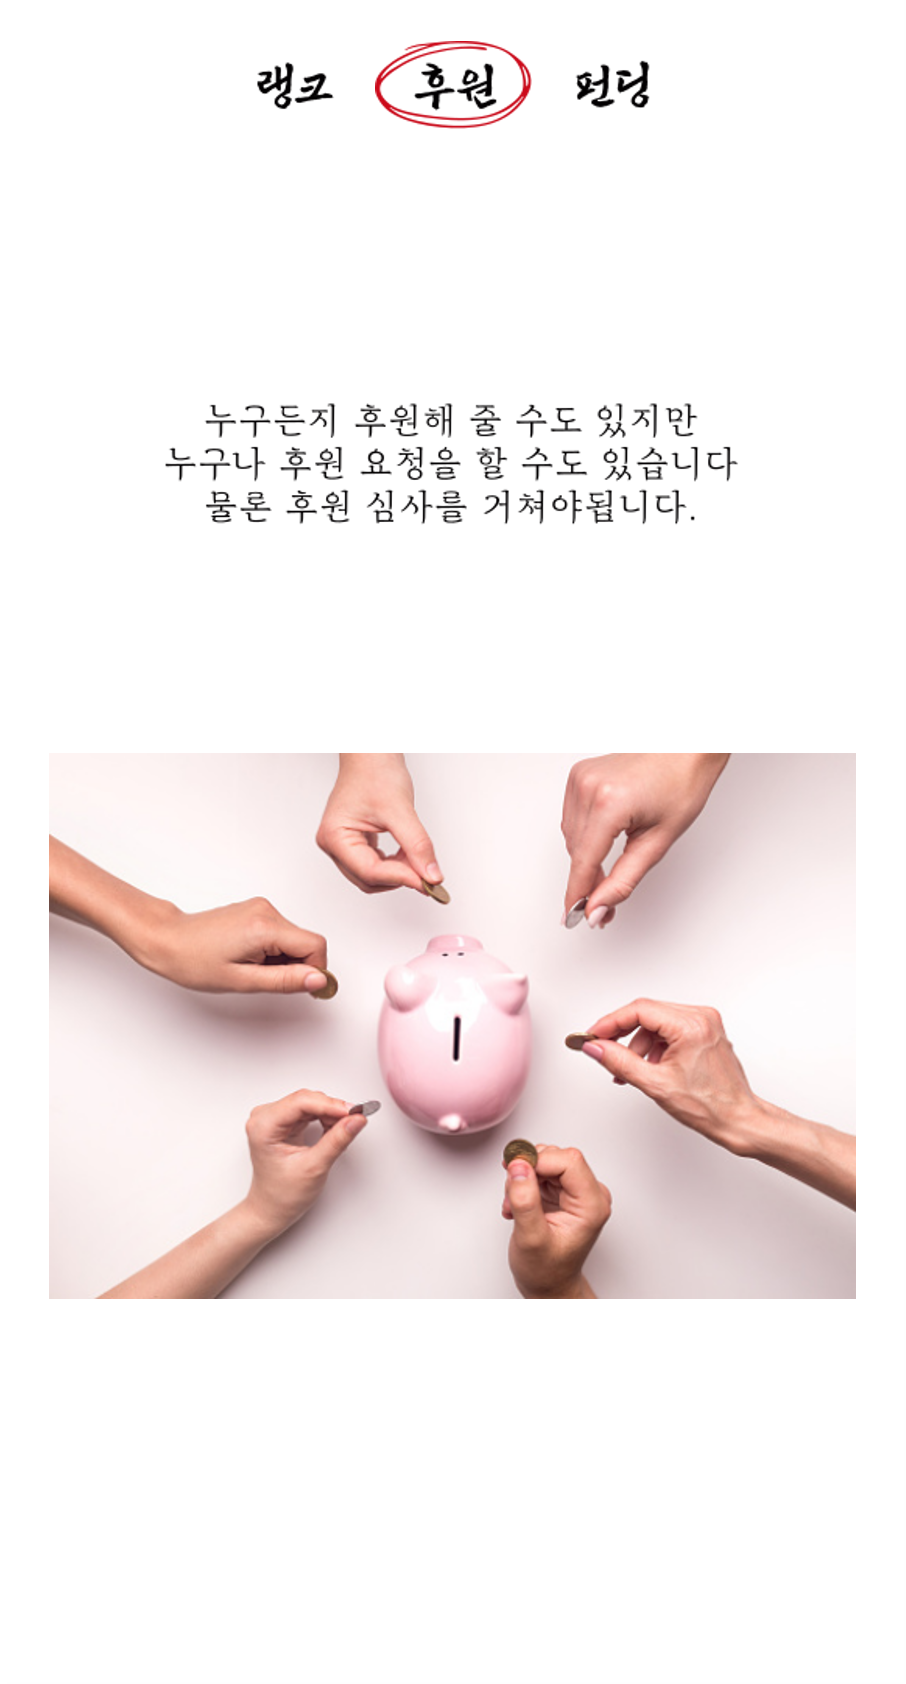 랭크 후원 펀딩
누구든지 후원해 줄 수도 있지만
누구나 후원 요청을 할 수도 있습니다
물론 후원 심사를 거쳐야됩니다.